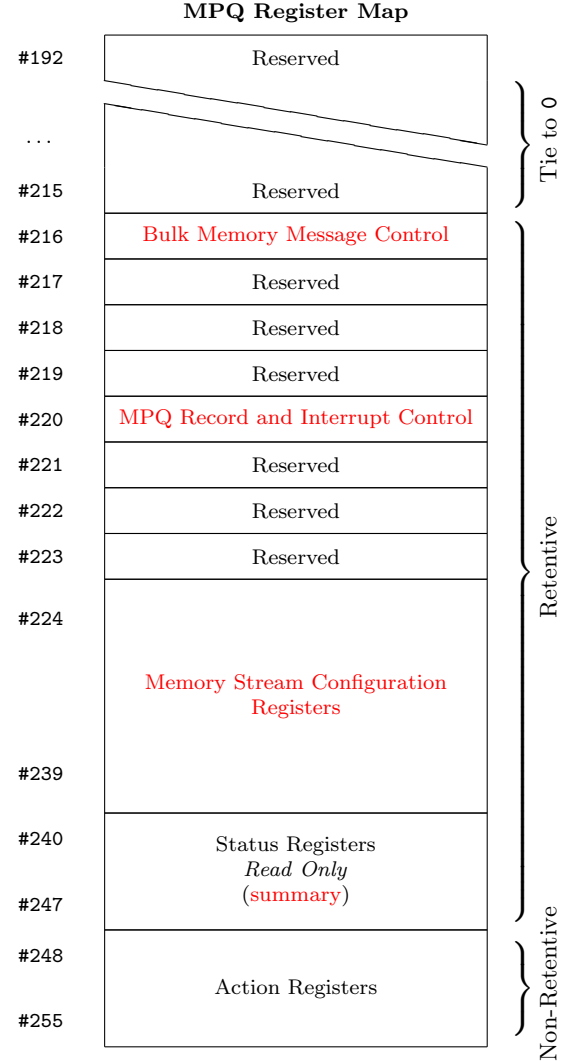 MPQ Register Map
#192 Reserved
...
Tie to 0
#215 Reserved
#216 Bulk Memory Message Control
#217 Reserved
#218 Reserved
#219 Reserved
#220 MPQ Record and Interrupt Control
#221 Reserved
#222 Reserved
#223 Reserved
Retentive
#224
Memory Stream Configuration
Registers
#239
#240
Status Registers
Read Only
(summary)
#247
#248
Action Registers
#255
Non-Retentive